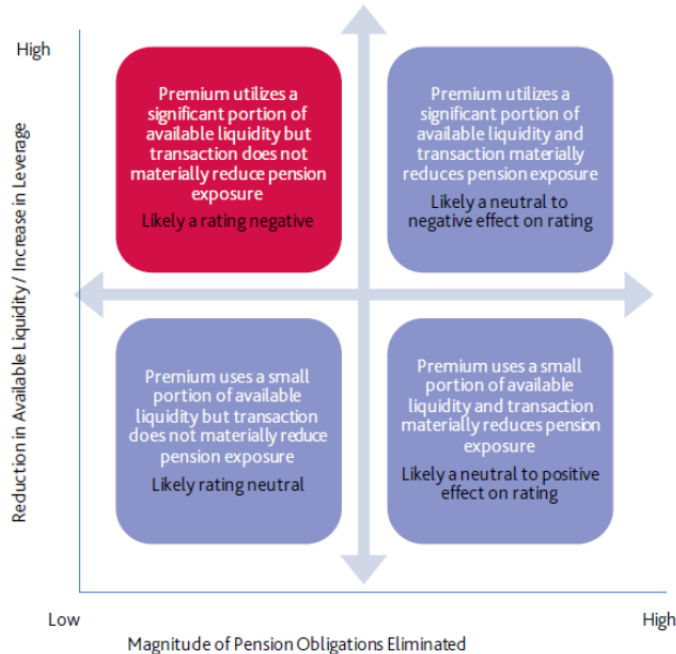 High
Reduction in Available Liquidity / Increase in Leverage
Premium utilizes a
significant portion of
available liquidity but
transaction does not
materially reduce pension
exposure
Likely a rating negative
Premium utilizes a
significant portion of
available liquidity and
transaction materially
reduces pension exposure
Likely a neutral to
negative effect on rating
Premium uses a small
portion of available
liquidity but transaction
does not materially reduce
pension exposure
Likely rating neutral
Premium uses a small
portion of available
liquidity and transaction
materially reduces pension
exposure
Likely a neutral to positive
effect on rating
Low
High
Magnitude of Pension Obligations Eliminated